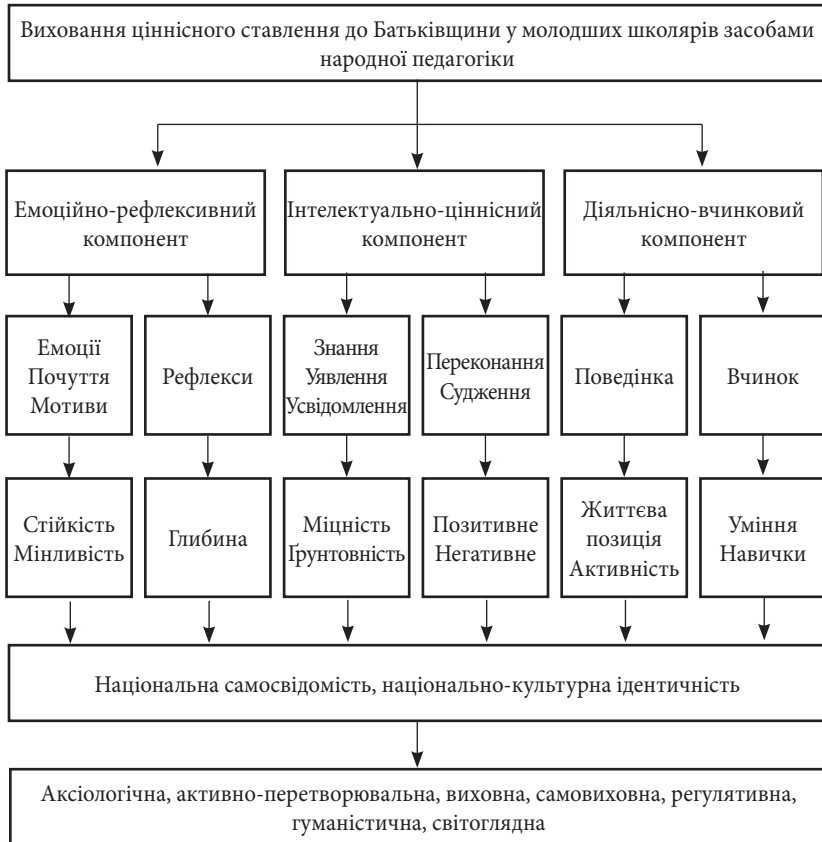 Виховання ціннісного ставлення до Батьківщини у молодших школярів засобами
народної педагогіки
Емоційно-рефлексивний
компонент
Інтелектуально-ціннісний
компонент
Діяльнісно-вчинковий
компонент
Емоції
Почуття
Мотиви
Рефлекси
Знання
Уявлення
Усвідомлення
Переконання
Судження
Поведінка
Вчинок
Стійкість
Мінливість
Глибина
Міцність
Ґрунтовність
Позитивне
Негативне
Життєва
позиція
Активність
Уміння
Навички
Національна самосвідомість, національно-культурна ідентичність
Аксіологічна, активно-перетворювальна, виховна, самовиховна, регулятивна,
гуманістична, світоглядна